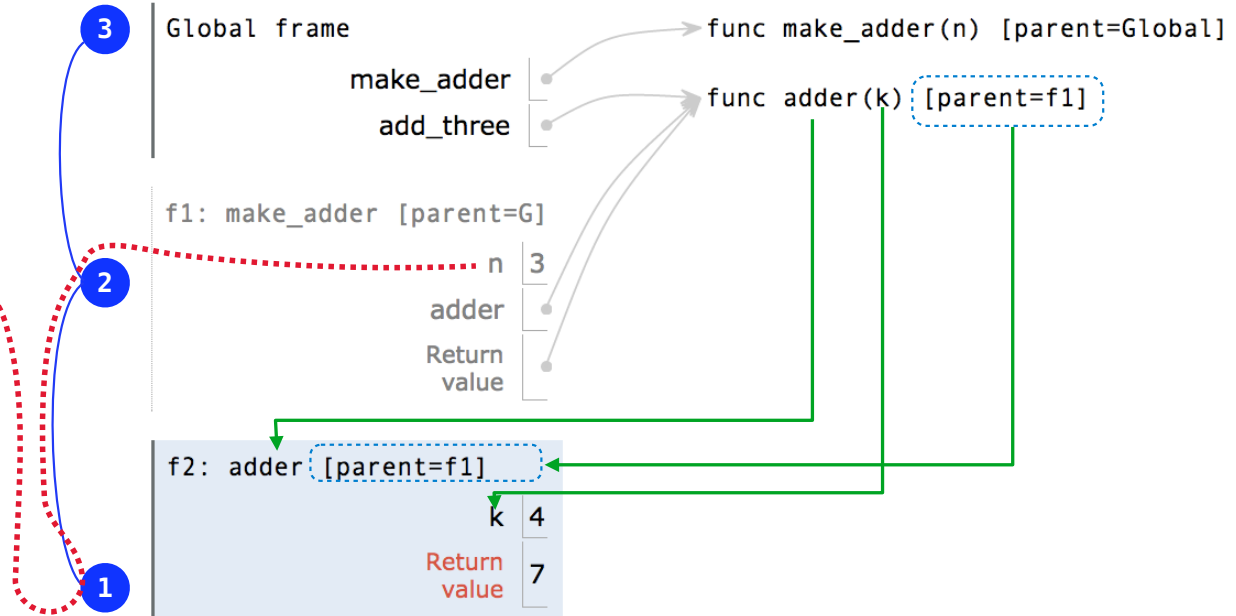 3 Global frame
func make_adder(n) [parent=Global]
make_adder
func adder(k) [parent=f1]
add_three
f1: make_adder [parent=G]
n 3
2
adder
Return
value
f2: adder [parent=f1]
k 4
Return
value
7
1